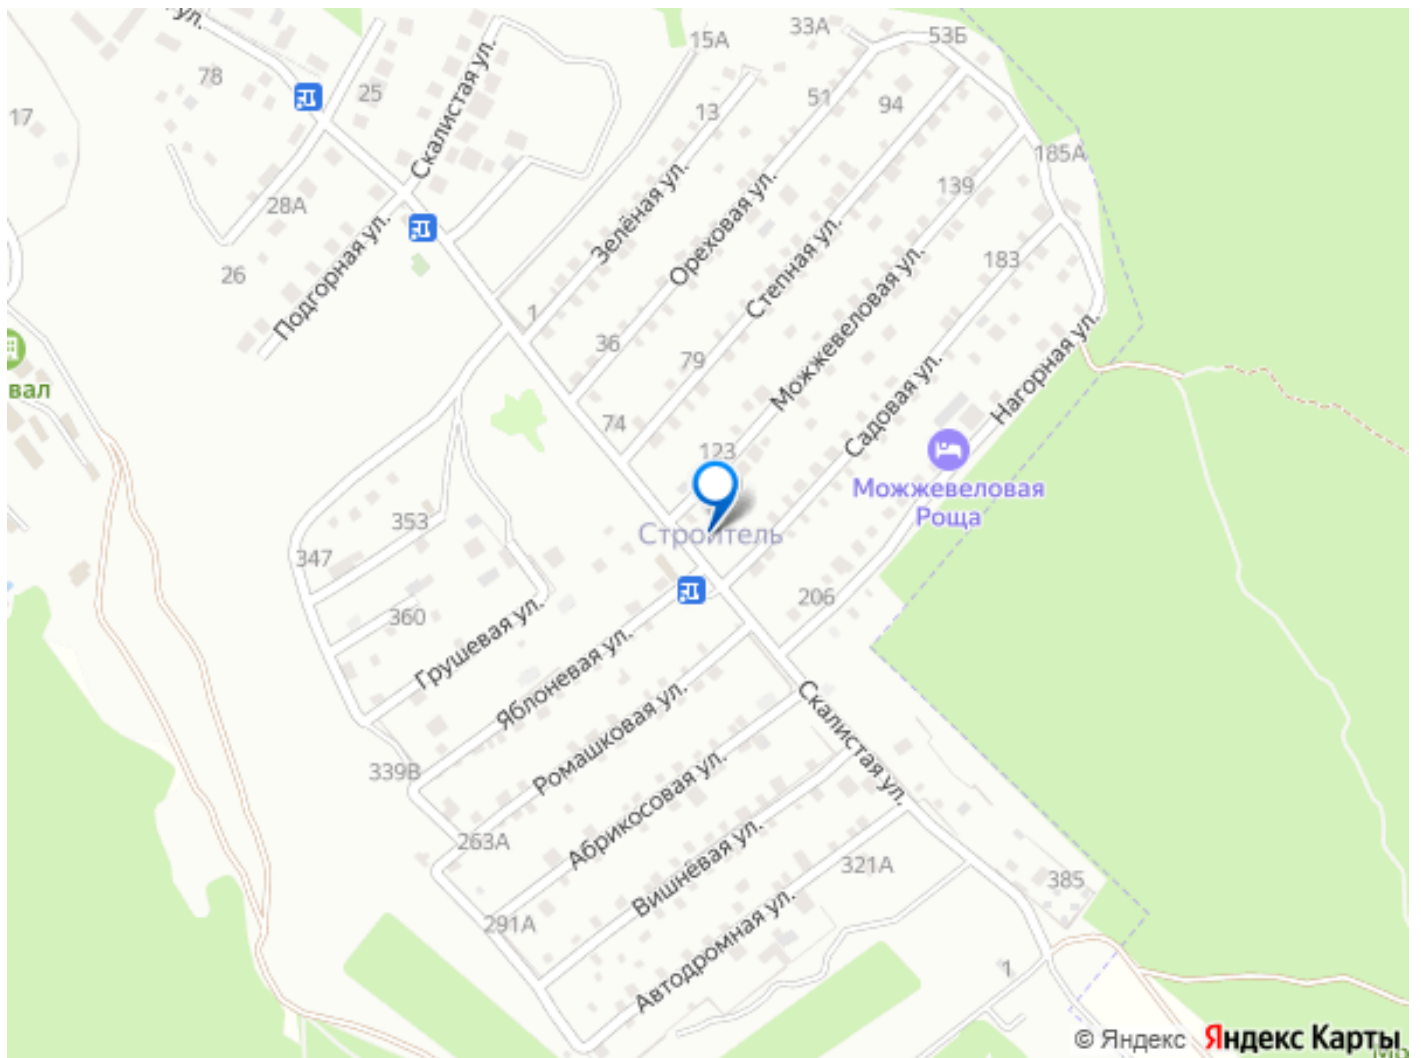 ул.
33А
53Б
15А
78
25
51
94
13
17
Скалистая ул.
185А
139
28А
Зелёная ул.
Ореховая ул.
Степная ул.
183
26
Подгорная ул.
1
Можжевеловая ул.
36
79
Нагорная ул.
вал
Садовая ул.
74
123
Можжевеловая
Роща
353
Строитель
347
206
360
Грушевая ул.
Яблоневая ул.
Скалистая ул.
Ромашковая ул.
339В
Абрикосовая ул.
263А
Вишнёвая ул.
321А
385
291А
Автодромная ул.
1
© Яндекс Яндекс Карты